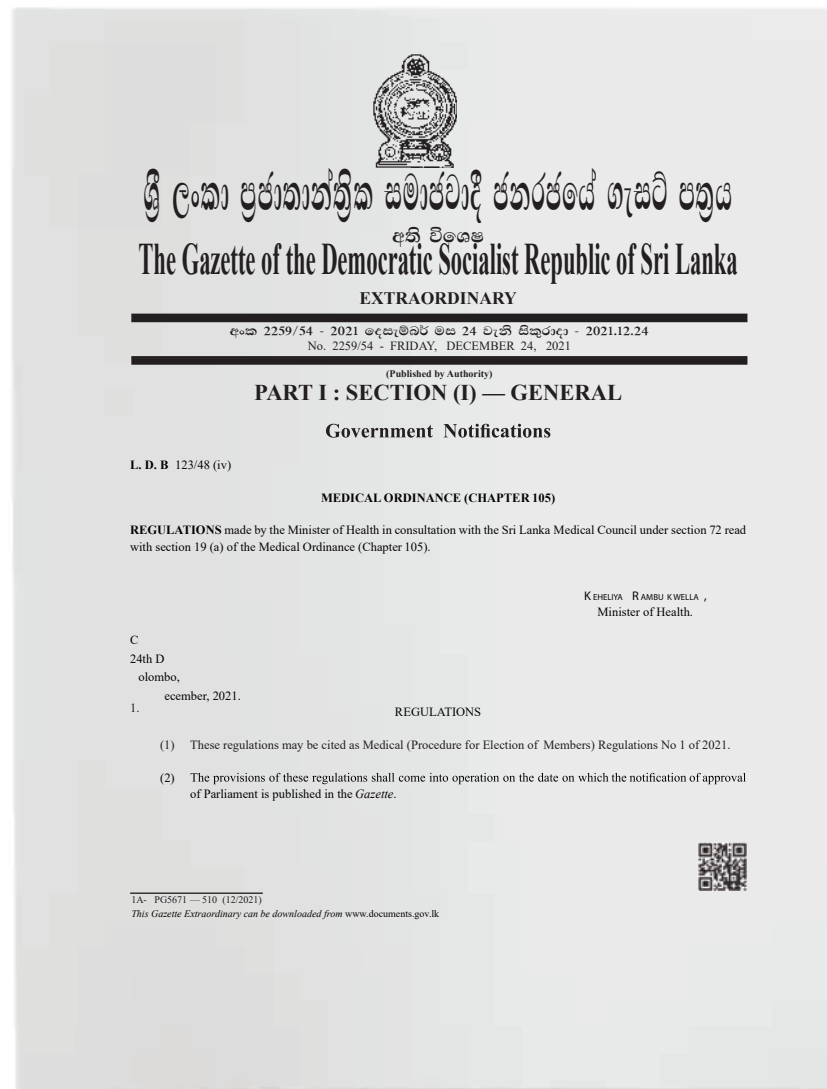 ශ්‍රී ලංකා ප්‍රජාතාන්ත්‍රික සමාජවාදී ජනරජයේ ගැසට් පත්‍රය
අති විශෙෂ
The Gazette of the Democratic Socialist Republic of Sri Lanka
EXTRAORDINARY
අංක 2259/54 - 2021 දෙසැම්බර් මස 24 වැනි සිකුරාදා - 2021.12.24
No. 2259/54 - FRIDAY, DECEMBER 24, 2021
(Published by Authority)
PART I : SECTION (I) — GENERAL
Government Notifications
L. D. B 123/48 (iv)
MEDICAL ORDINANCE (CHAPTER 105)
REGULATIONS made by the Minister of Health in consultation with the Sri Lanka Medical Council under section 72 read
with section 19 (a) of the Medical Ordinance (Chapter 105).
KEHELIYA RAMBU KWELLA ,
Minister of Health.
C
24th D
olombo,
ecember, 2021.
1.
REGULATIONS
(1) These regulations may be cited as Medical (Procedure for Election of Members) Regulations No 1 of 2021.
(2) The provisions of these regulations shall come into operation on the date on which the notification of approval
of Parliament is published in the Gazette.
1A- PG5671 — 510 (12/2021)
This Gazette Extraordinary can be downloaded from www.documents.gov.lk